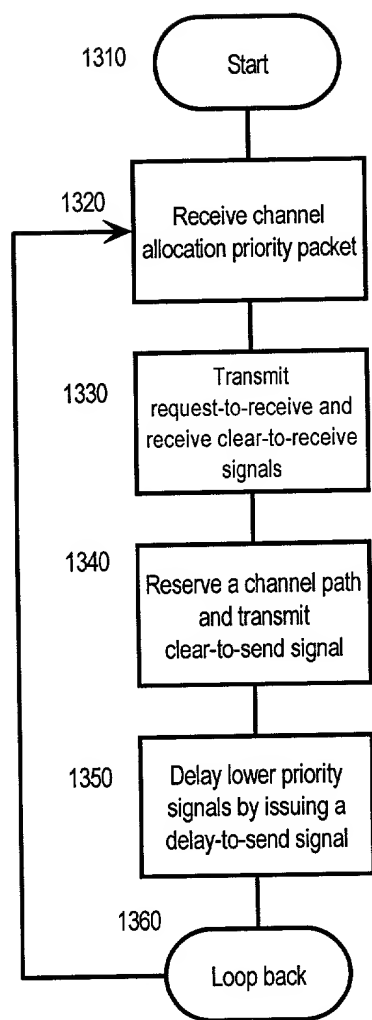 1310
Start
1320
Receive channel
allocation priority packet
1330
Transmit
request-to-receive and
receive clear-to-receive
signals
1340
Reserve a channel path
and transmit
clear-to-send signal
1350
Delay lower priority
signals by issuing a
delay-to-send signal
1360
Loop back